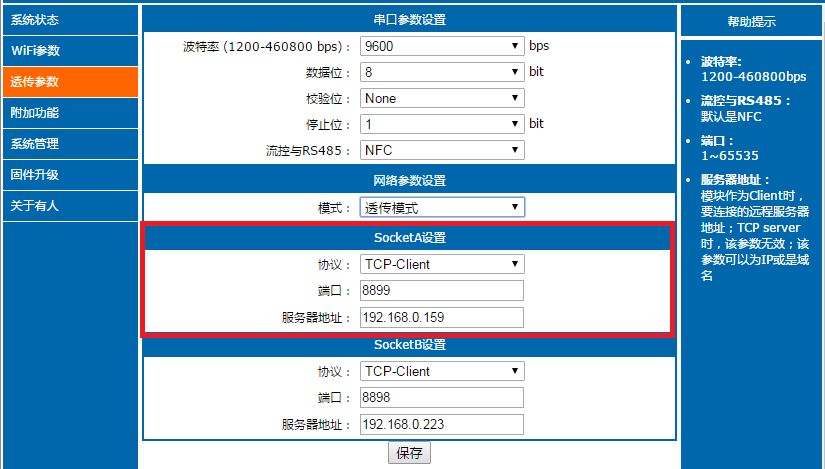 系统状态
WiFi参数
透传参数
附加功能
系统管理
固件升级
关于有人
串口参数设置
波特率 (1200-460800 bps)： 9600 bps
数据位： 8 bit
校验位： None
停止位： 1 bit
流控与RS485： NFC
网络参数设置
模式： 透传模式
SocketA设置
协议： TCP-Client
端口： 8899
服务器地址： 192.168.0.159
SocketB设置
协议： TCP-Client
端口： 8898
服务器地址： 192.168.0.223
保存
帮助提示
波特率:
1200-460800bps
流控与RS485：
默认是NFC
端口：
1~65535
服务器地址：
模块作为Client时，
要连接的远程服务器
地址；TCP server
时，该参数无效；该
参数可以为IP或是域
名